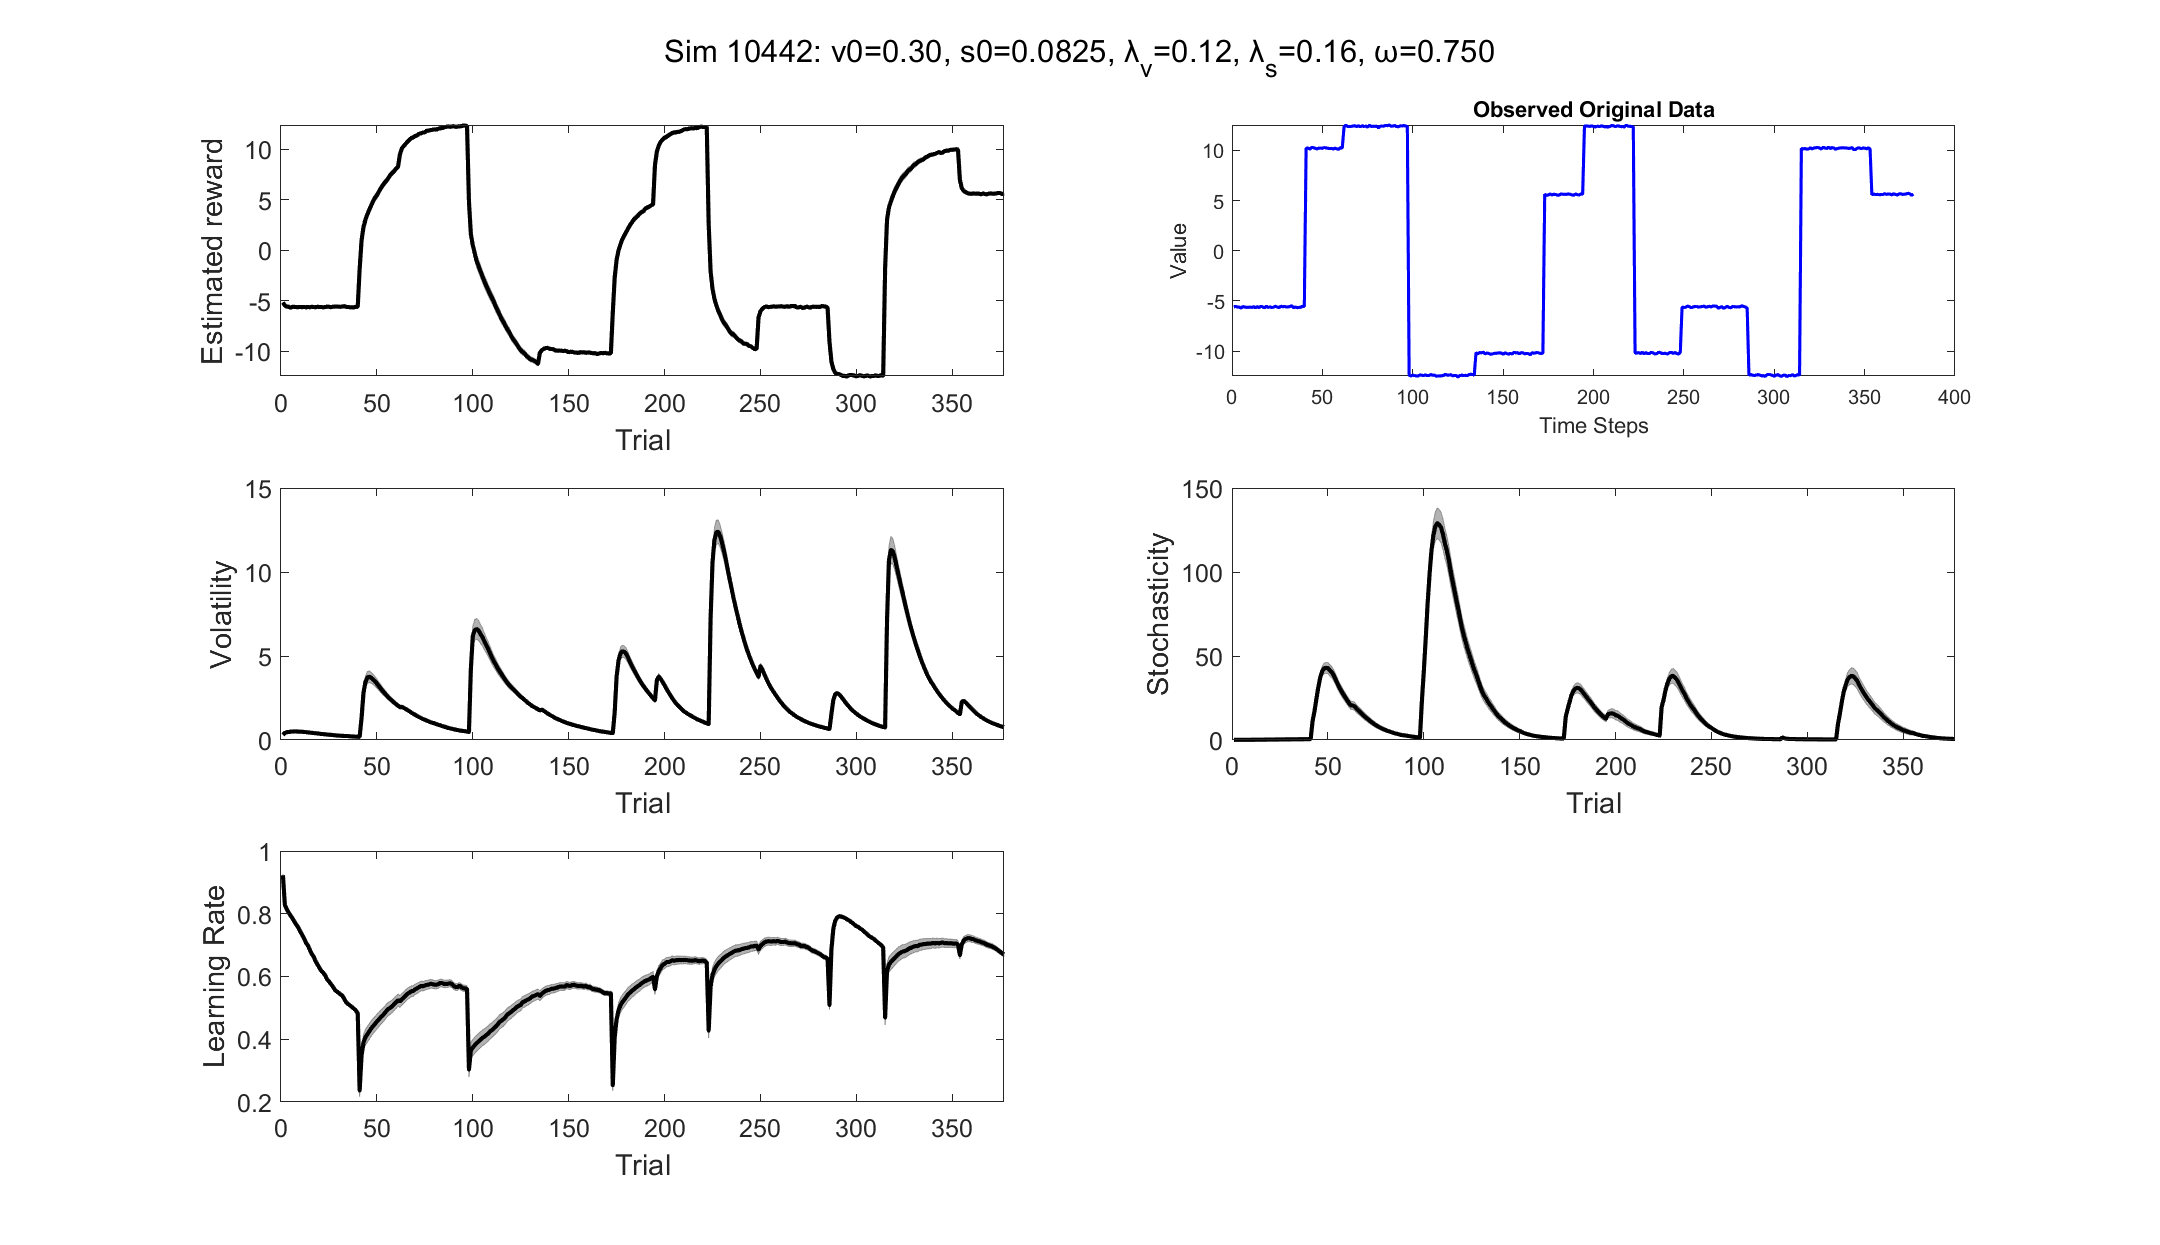 Sim 10442: v0=0.30, s0=0.0825, λ_v=0.12, λ_s=0.16, ω=0.750
Estimated reward
10
5
0
-5
-10
0 50 100 150 200 250 300 350
Trial
Observed Original Data
Value
10
5
0
-5
-10
0 50 100 150 200 250 300 350 400
Time Steps
Volatility
15
10
5
0
0 50 100 150 200 250 300 350
Trial
Stochasticity
150
100
50
0
0 50 100 150 200 250 300 350
Trial
Learning Rate
1
0.8
0.6
0.4
0.2
0 50 100 150 200 250 300 350
Trial